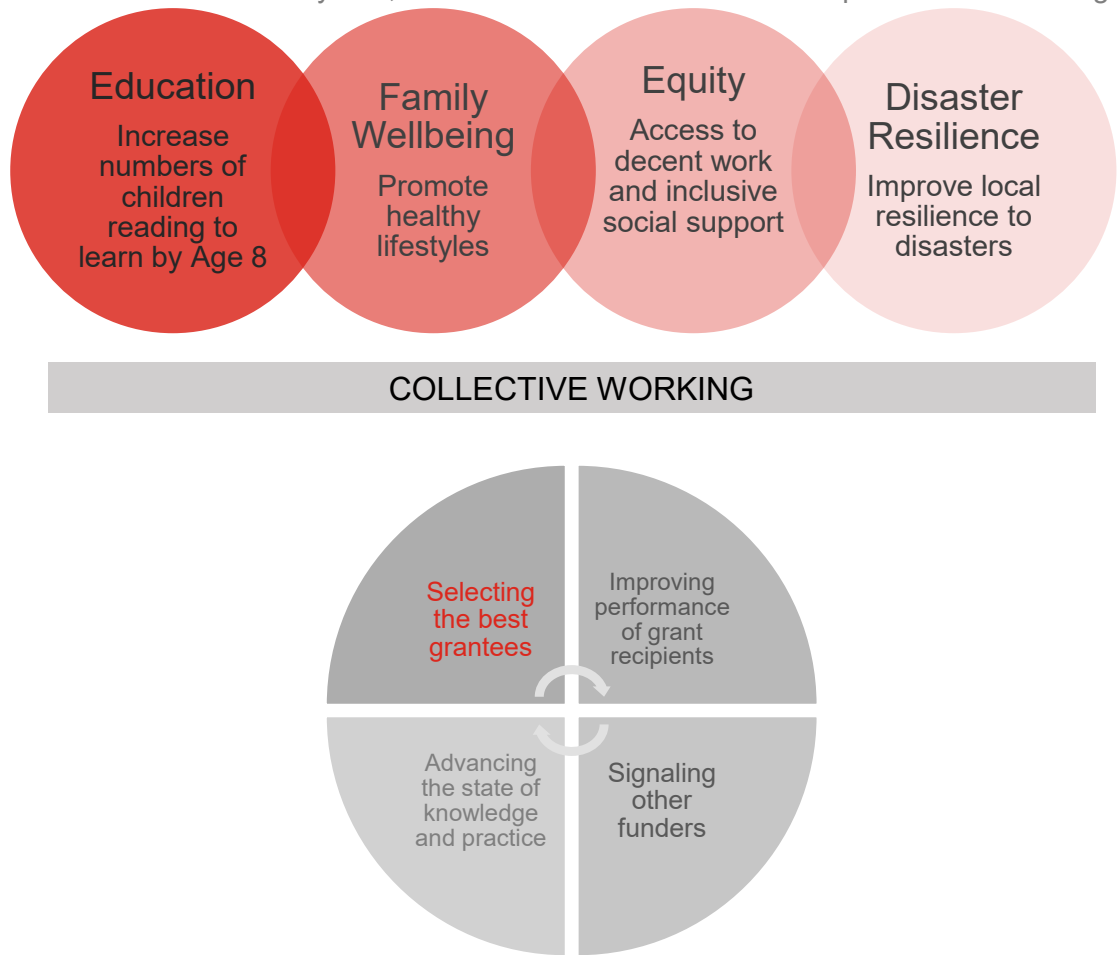 Education
Increase
numbers of
children
reading to
learn by Age 8
Family
Wellbeing
Promote
healthy
lifestyles
Equity
Access to
decent work
and inclusive
social support
Disaster
Resilience
Improve local
resilience to
disasters
COLLECTIVE WORKING
Selecting
the best
grantees
Improving
performance
of grant
recipients
Advancing
the state of
knowledge
and practice
Signaling
other
funders